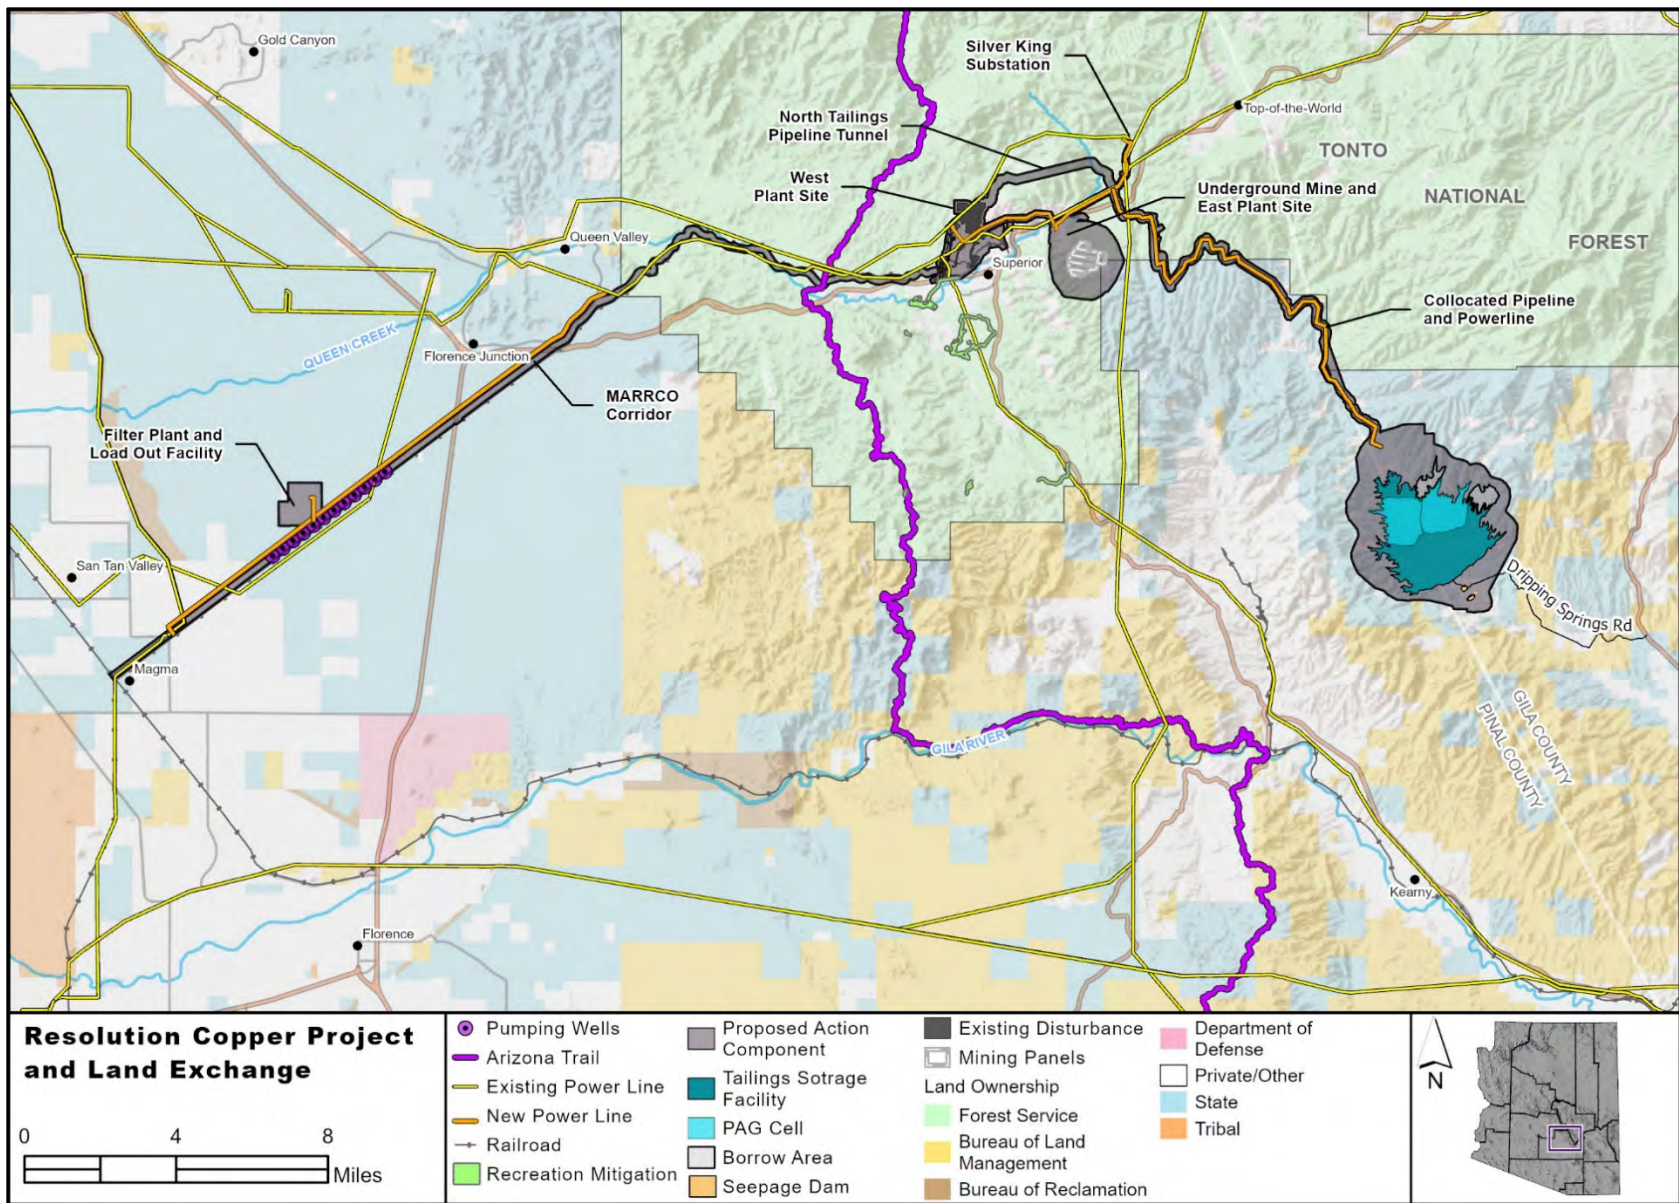 Gold Canyon
Silver King
Substation
Top-of-the-World
North Tailings
Pipeline Tunnel
TONTO
West
Plant Site
Underground Mine and
East Plant Site
NATIONAL
FOREST
Queen Valley
Superior
Collocated Pipeline
and Powerline
QUEEN CREEK
Florence Junction
MARRCO
Corridor
Filter Plant and
Load Out Facility
San Tan Valley
Dripping Springs Rd
Magma
GILA COUNTY
PINAL COUNTY
GILA RIVER
Kearny
Florence
Resolution Copper Project
and Land Exchange
0 4 8
Miles
Pumping Wells
Arizona Trail
Existing Power Line
New Power Line
Railroad
Recreation Mitigation
Proposed Action
Component
Tailings Sotrage
Facility
PAG Cell
Borrow Area
Seepage Dam
Existing Disturbance
Mining Panels
Land Ownership
Forest Service
Bureau of Land
Management
Bureau of Reclamation
Department of
Defense
Private/Other
State
Tribal
N